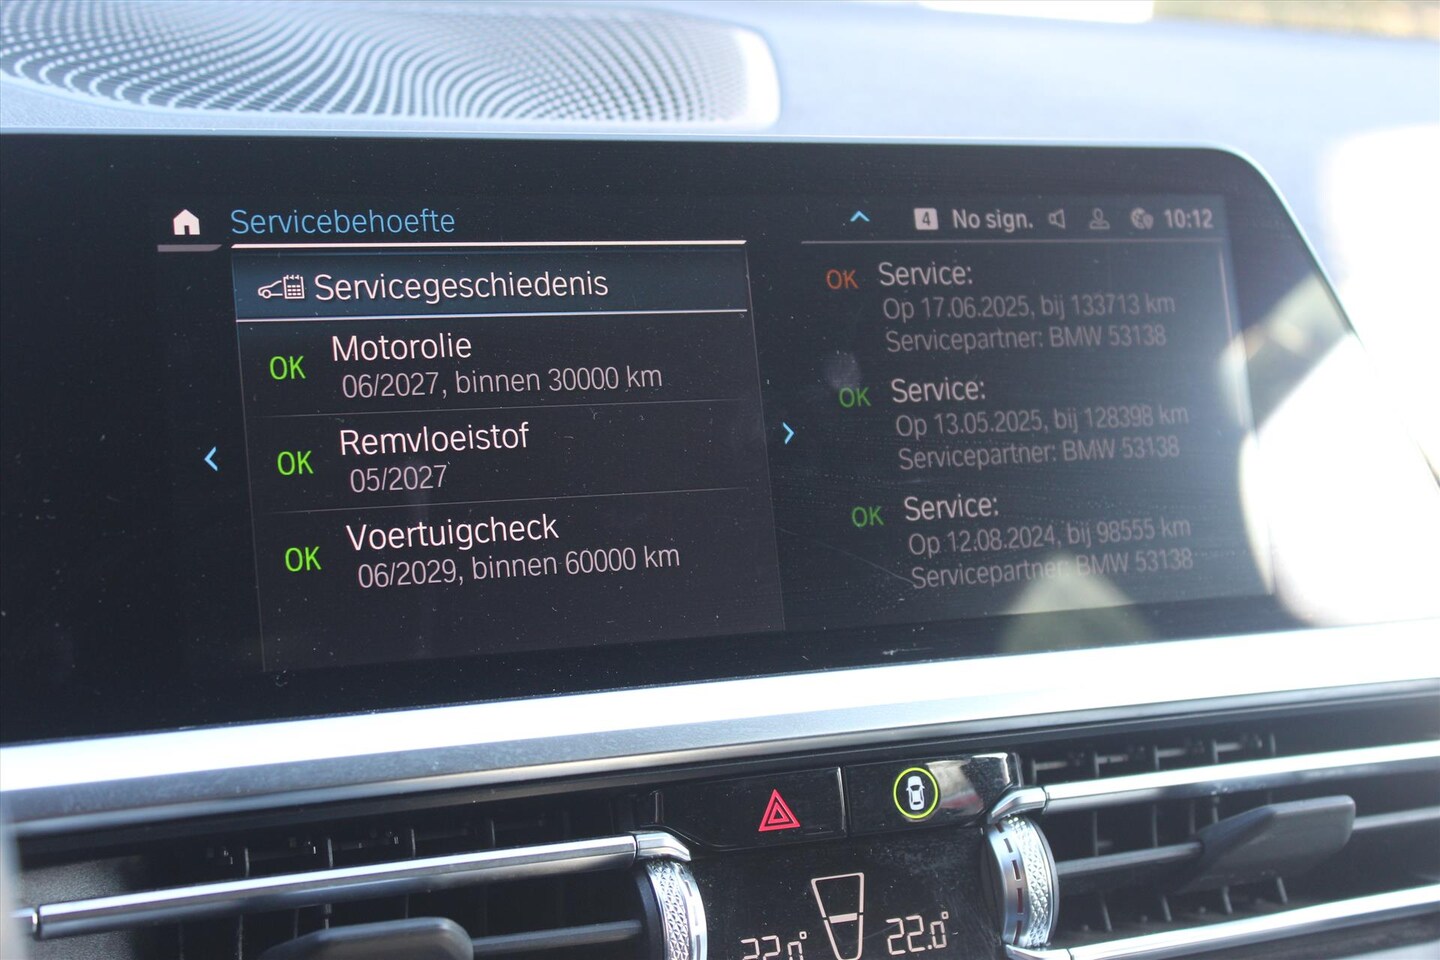 Servicebehoefte
4 No sign. 10:12
Servicegeschiedenis
OK Motorolie
06/2027, binnen 30000 km
OK Remvloeistof
05/2027
OK Voertuigcheck
06/2029, binnen 60000 km
OK Service:
Op 17.06.2025, bij 133713 km
Servicepartner: BMW 53138
OK Service:
Op 13.05.2025, bij 128398 km
Servicepartner: BMW 53138
OK Service:
Op 12.08.2024, bij 98555 km
Servicepartner: BMW 53138
22.0° 22.0°